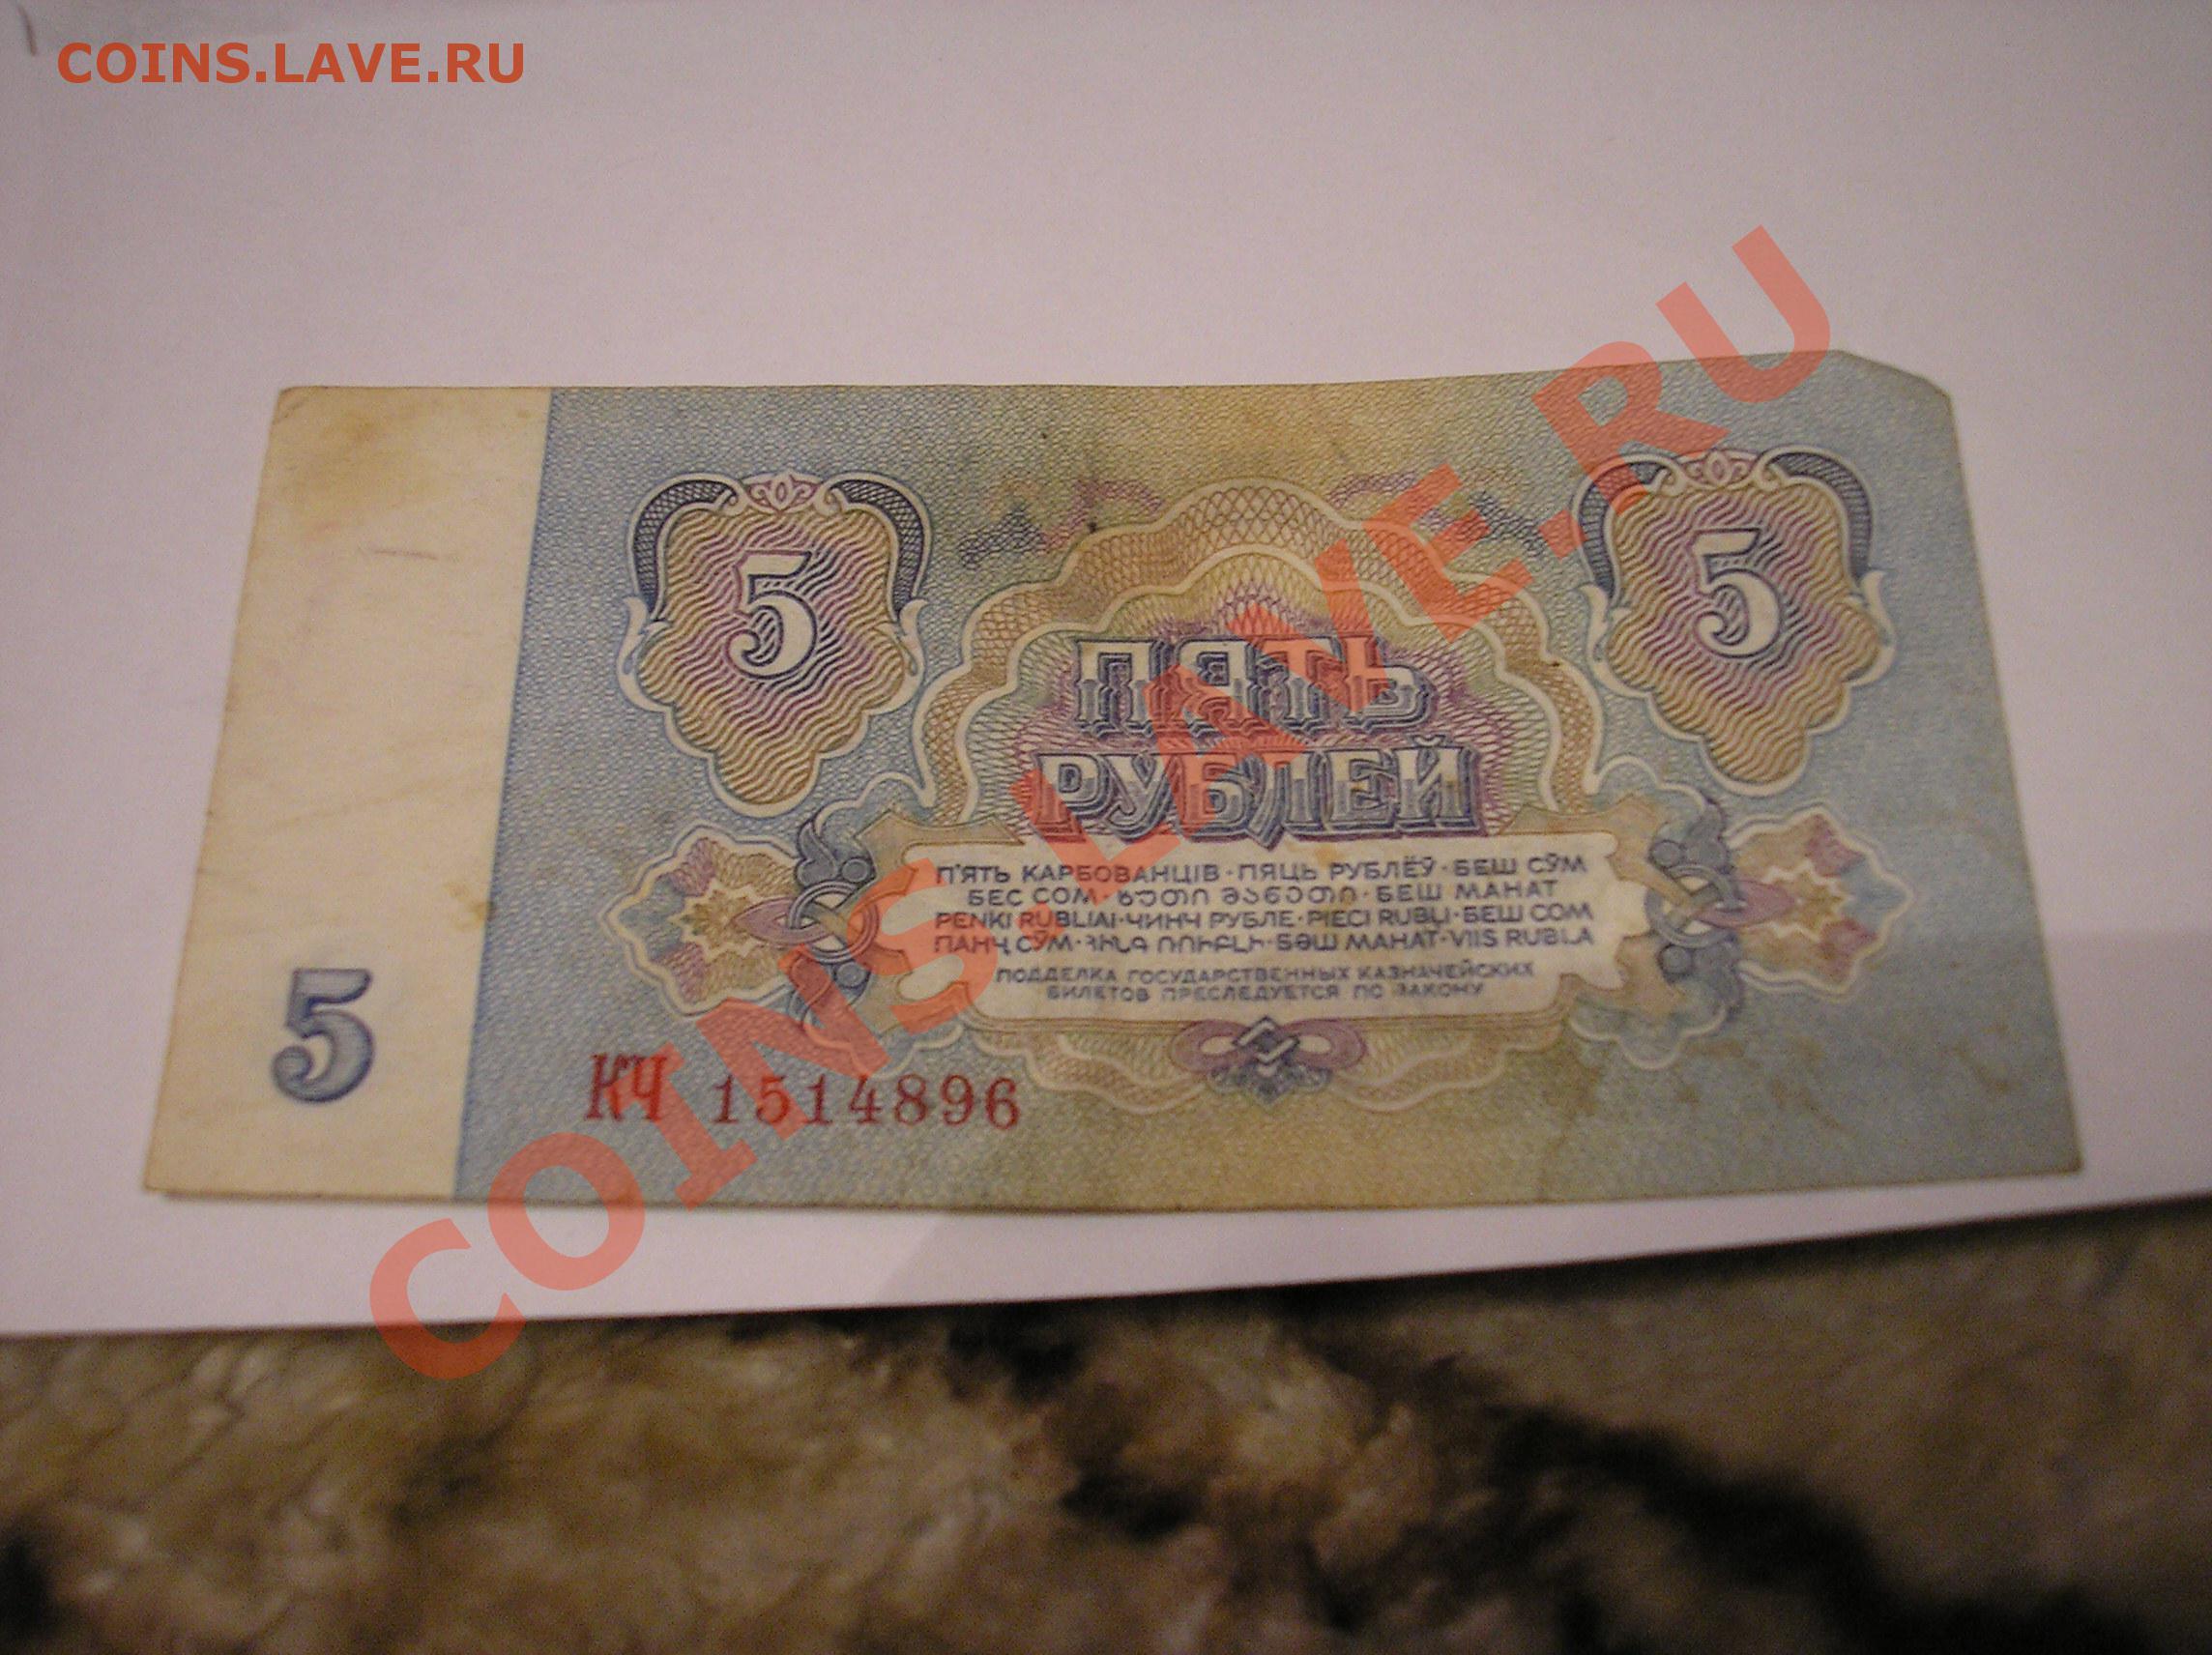 COINS.LAVE.RU
5
5
ПЯТЬ
РУБЛЕЙ
П'ЯТЬ КАРБОВАНЦІВ · ПЯЦЬ РУБЛЁЎ · БЕШ СЎМ
БЕС СОМ · ხუთი მანეთი · БЕШ МАНАТ
PENKI RUBLIAI · ЧИНЧ РУБЛЕ · PIECI RUBĻI · БЕШ СОМ
ПАНҶ СӮМ · ՀԻՆԳ ՌՈՒԲԼԻ · БӘШ МАНАТ · VIIS RUBLA
ПОДДЕЛКА ГОСУДАРСТВЕННЫХ КАЗНАЧЕЙСКИХ
БИЛЕТОВ ПРЕСЛЕДУЕТСЯ ПО ЗАКОНУ
5
КЧ 1514896
COINS.LAVE.RU